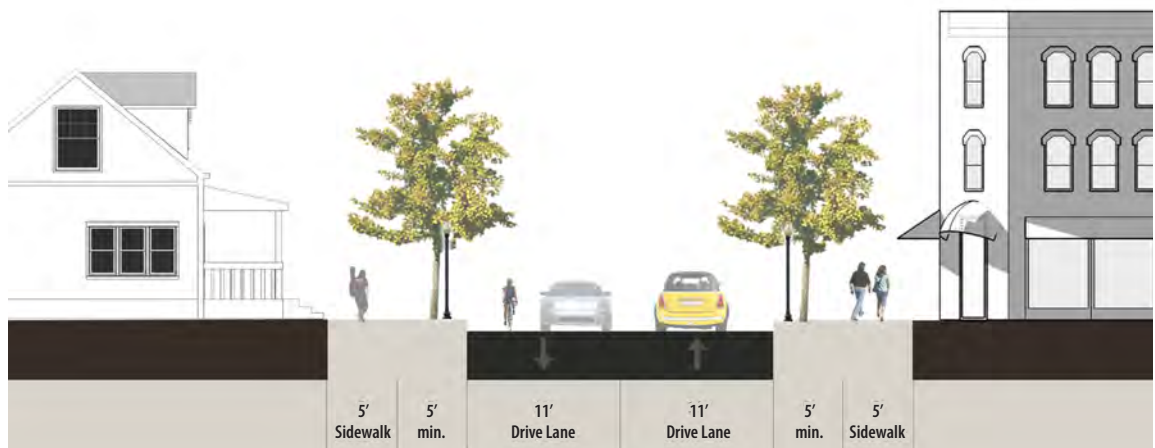 5′ 5′ 11′ 11′ 5′ 5′
Sidewalk min. Drive Lane Drive Lane min. Sidewalk